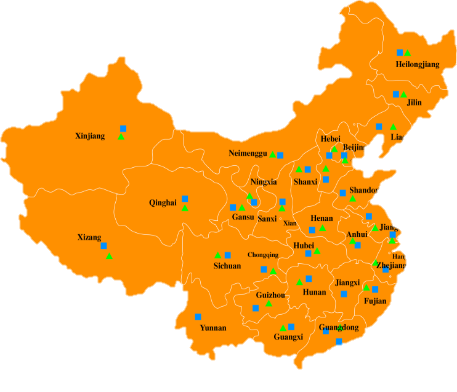 Heilongjiang
Jilin
Lia
Xinjiang
Hebei
Beijin
Neimenggu
Ningxia
Shanxi
Shandon
Qinghai
Gansu
Sanxi
Xian
Henan
Jiang
Anhui
Xizang
Hubei
Chongqing
Sichuan
Zhejiang
Guizhou
Hunan
Jiangxi
Fujian
Yunnan
Guangxi
Guangdong